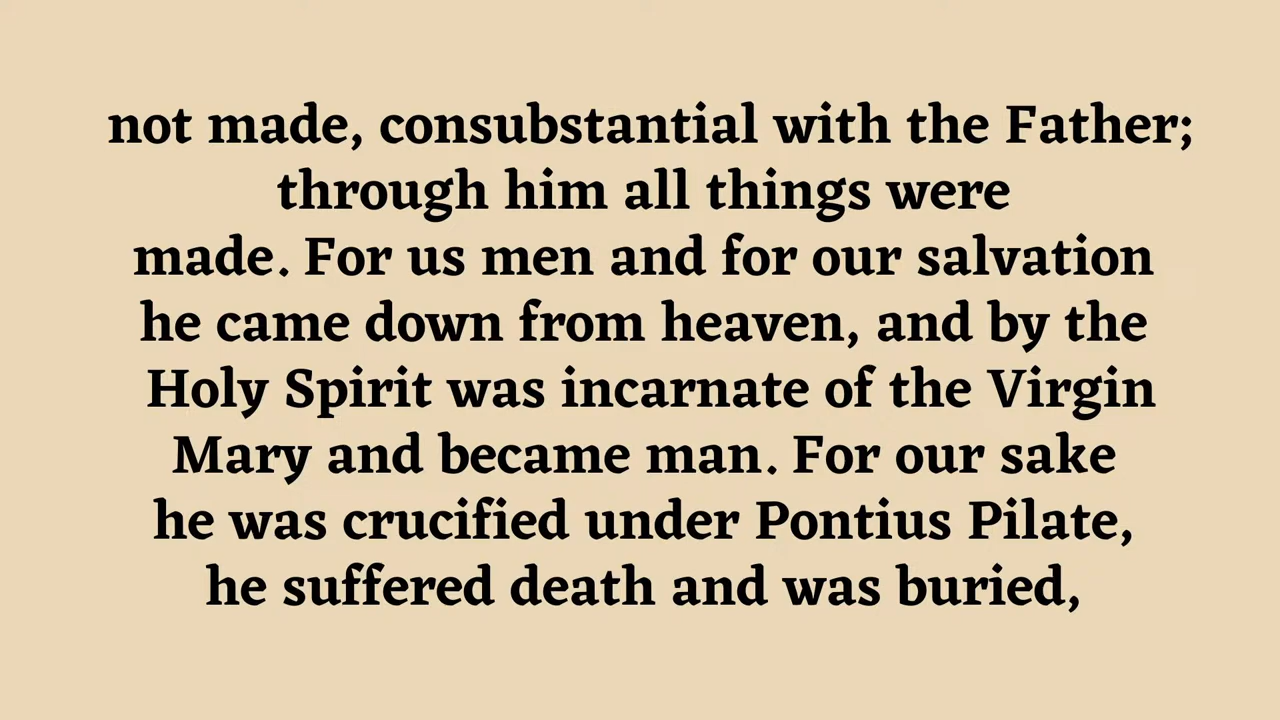 not made, consubstantial with the Father;
through him all things were
made. For us men and for our salvation
he came down from heaven, and by the
Holy Spirit was incarnate of the Virgin
Mary and became man. For our sake
he was crucified under Pontius Pilate,
he suffered death and was buried,